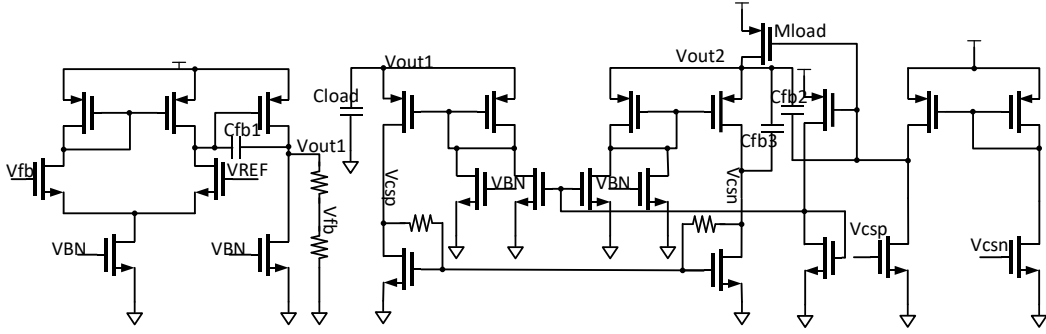 Mload
Vout1
Vout2
Cload
Cfb2
Cfb1
Cfb3
Vout1
Vfb
VREF
VBN
VBN
Vcsp
Vcsn
Vfb
VBN
VBN
Vcsp
Vcsn